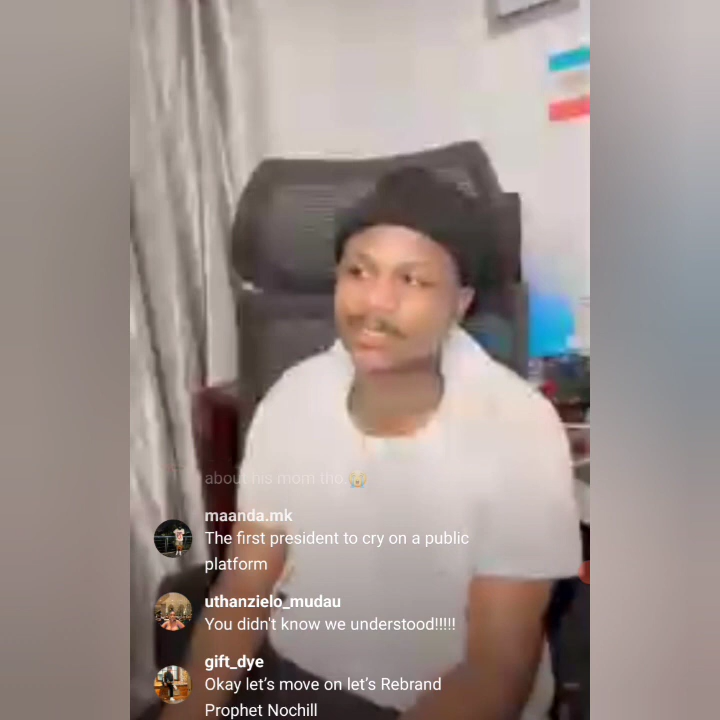 about his mom tho 😭
maanda.mk
The first president to cry on a public
platform
uthanzielo_mudau
You didn't know we understood!!!!!
gift_dye
Okay let’s move on let’s Rebrand
Prophet Nochill